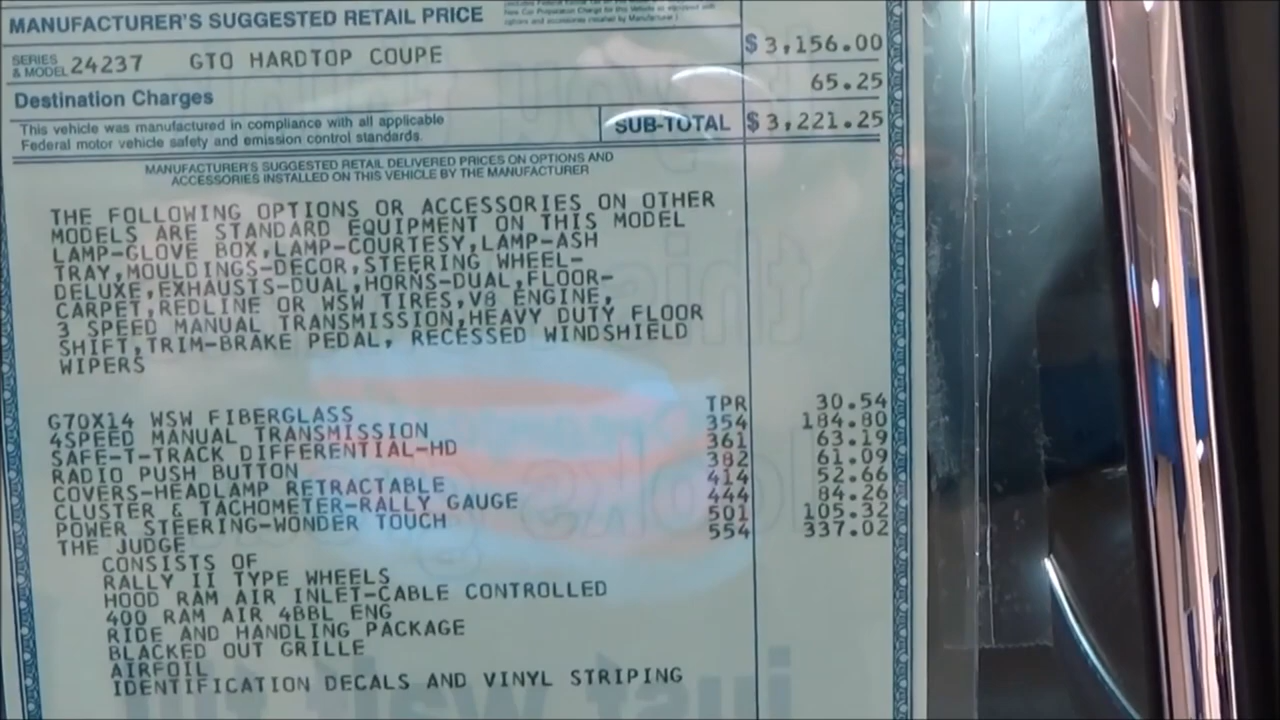 MANUFACTURER'S SUGGESTED RETAIL PRICE
SERIES & MODEL 24237 GTO HARDTOP COUPE $ 3,156.00
Destination Charges 65.25
This vehicle was manufactured in compliance with all applicable
Federal motor vehicle safety and emission control standards.
SUB-TOTAL $ 3,221.25
MANUFACTURER'S SUGGESTED RETAIL DELIVERED PRICES ON OPTIONS AND
ACCESSORIES INSTALLED ON THIS VEHICLE BY THE MANUFACTURER
THE FOLLOWING OPTIONS OR ACCESSORIES ON OTHER
MODELS ARE STANDARD EQUIPMENT ON THIS MODEL
LAMP-GLOVE BOX,LAMP-COURTESY,LAMP-ASH
TRAY,MOULDINGS-DECOR,STEERING WHEEL-
DELUXE,EXHAUSTS-DUAL,HORNS-DUAL,FLOOR-
CARPET,REDLINE OR WSW TIRES,V8 ENGINE,
3 SPEED MANUAL TRANSMISSION,HEAVY DUTY FLOOR
SHIFT,TRIM-BRAKE PEDAL, RECESSED WINDSHIELD
WIPERS
G70X14 WSW FIBERGLASS TPR 30.54
4SPEED MANUAL TRANSMISSION 354 184.80
SAFE-T-TRACK DIFFERENTIAL-HD 361 63.19
RADIO PUSH BUTTON 382 61.09
COVERS-HEADLAMP RETRACTABLE 414 52.66
CLUSTER & TACHOMETER-RALLY GAUGE 444 84.26
POWER STEERING-WONDER TOUCH 501 105.32
THE JUDGE 554 337.02
CONSISTS OF
RALLY II TYPE WHEELS
HOOD RAM AIR INLET-CABLE CONTROLLED
400 RAM AIR 4BBL ENG
RIDE AND HANDLING PACKAGE
BLACKED OUT GRILLE
AIRFOIL
IDENTIFICATION DECALS AND VINYL STRIPING